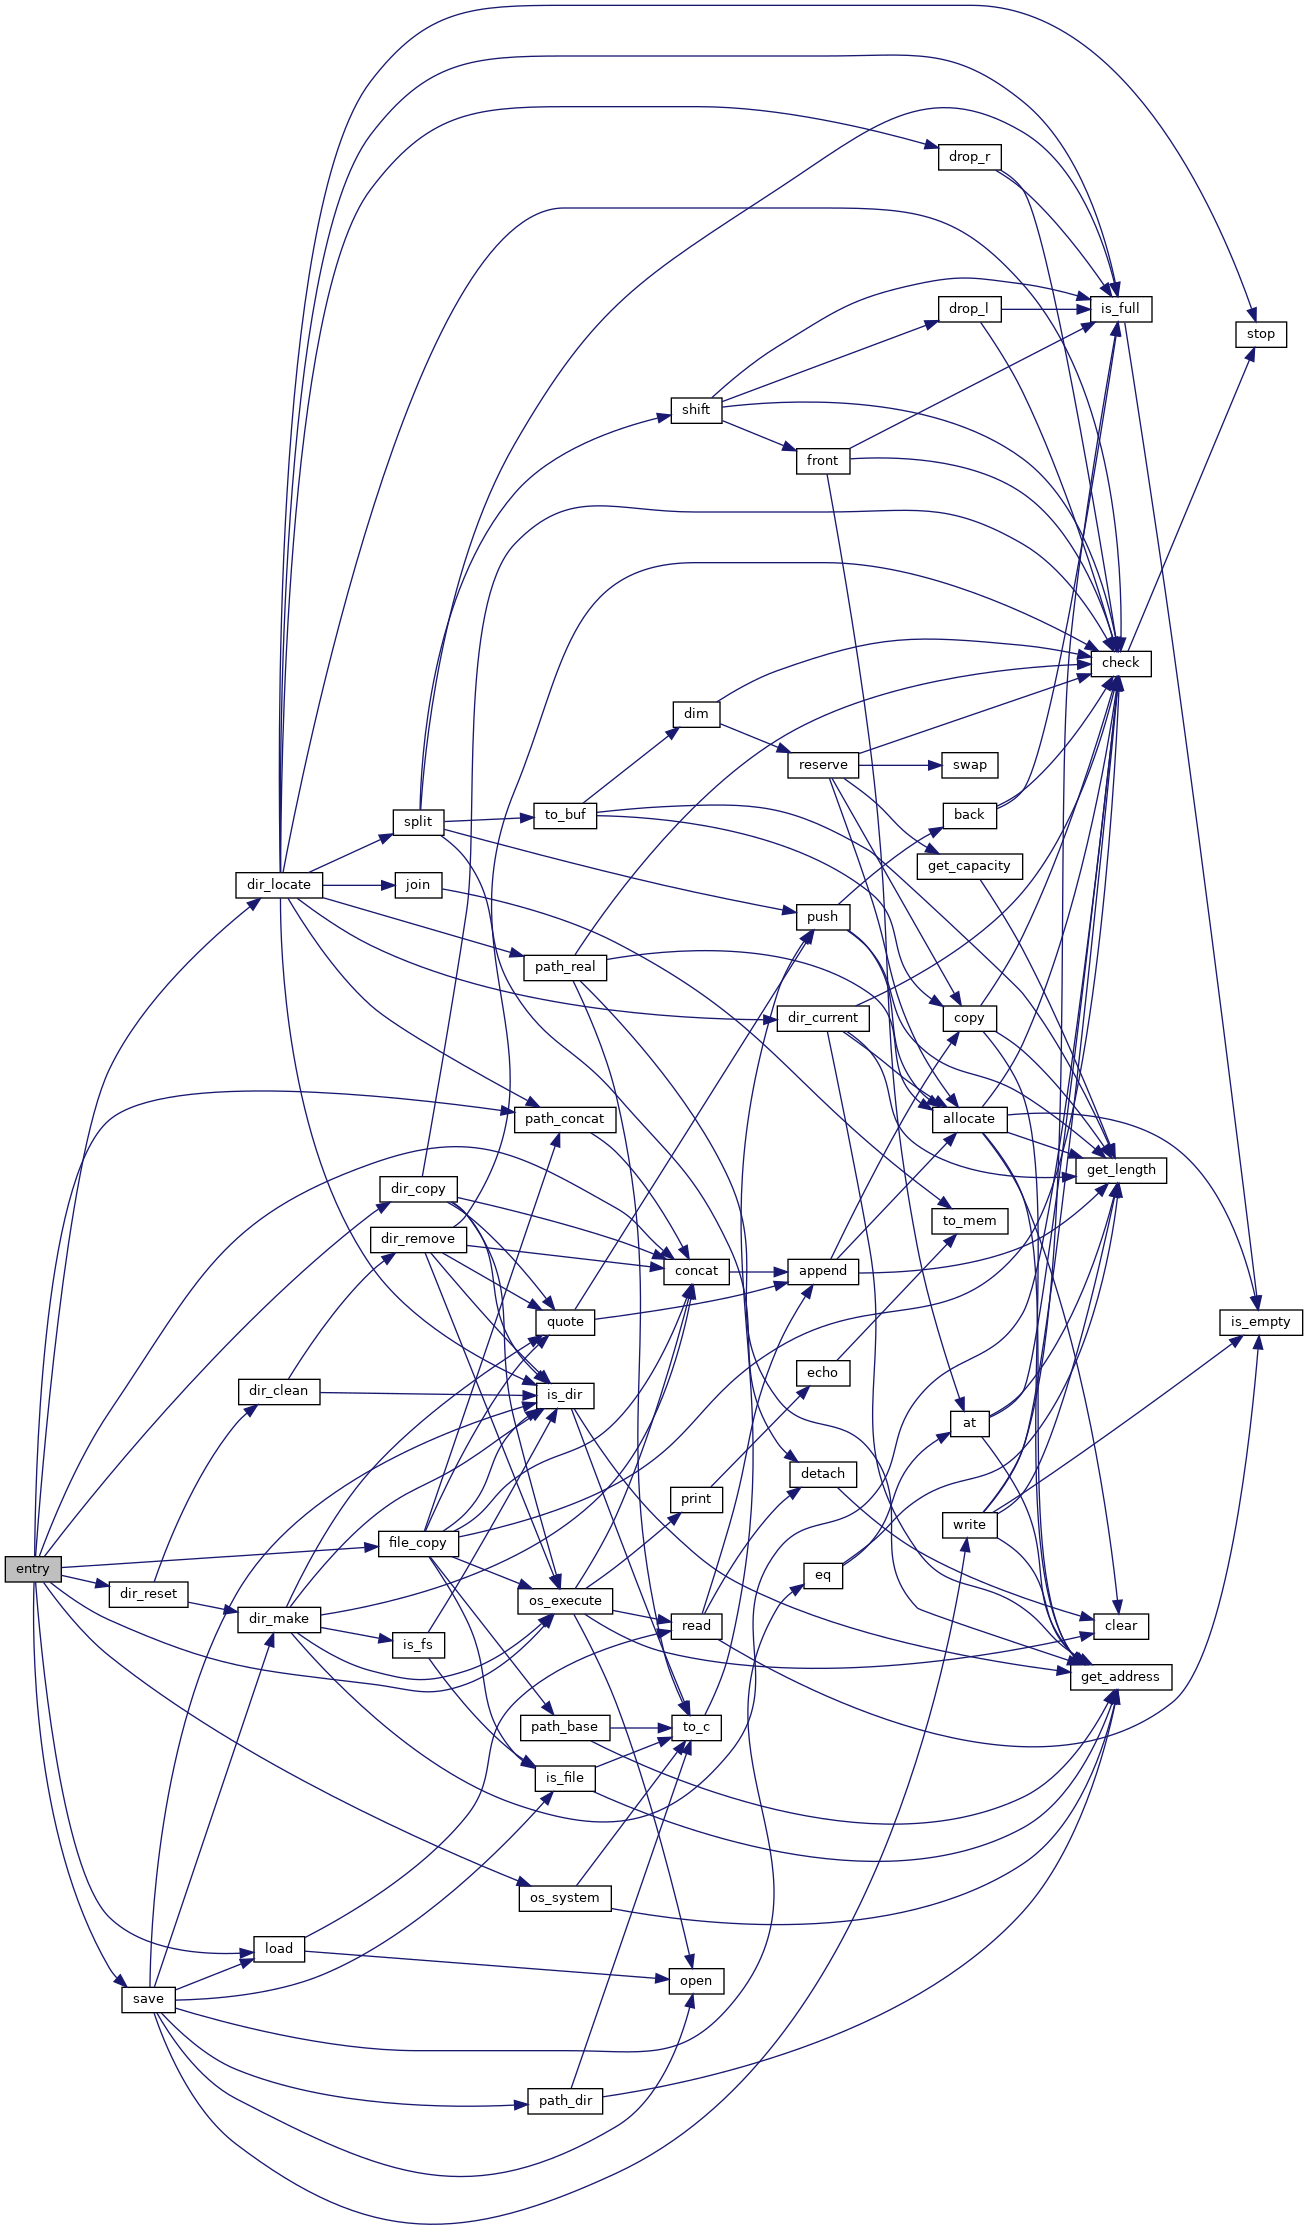 drop_r
is_full
drop_l
stop
shift
front
check
dim
reserve
swap
split
to_buf
back
get_capacity
dir_locate
join
push
path_real
dir_current
copy
path_concat
allocate
get_length
dir_copy
to_mem
dir_remove
concat
append
quote
is_empty
echo
dir_clean
is_dir
at
detach
print
write
file_copy
entry
eq
dir_reset
os_execute
dir_make
read
clear
is_fs
get_address
path_base
to_c
is_file
os_system
load
open
save
path_dir